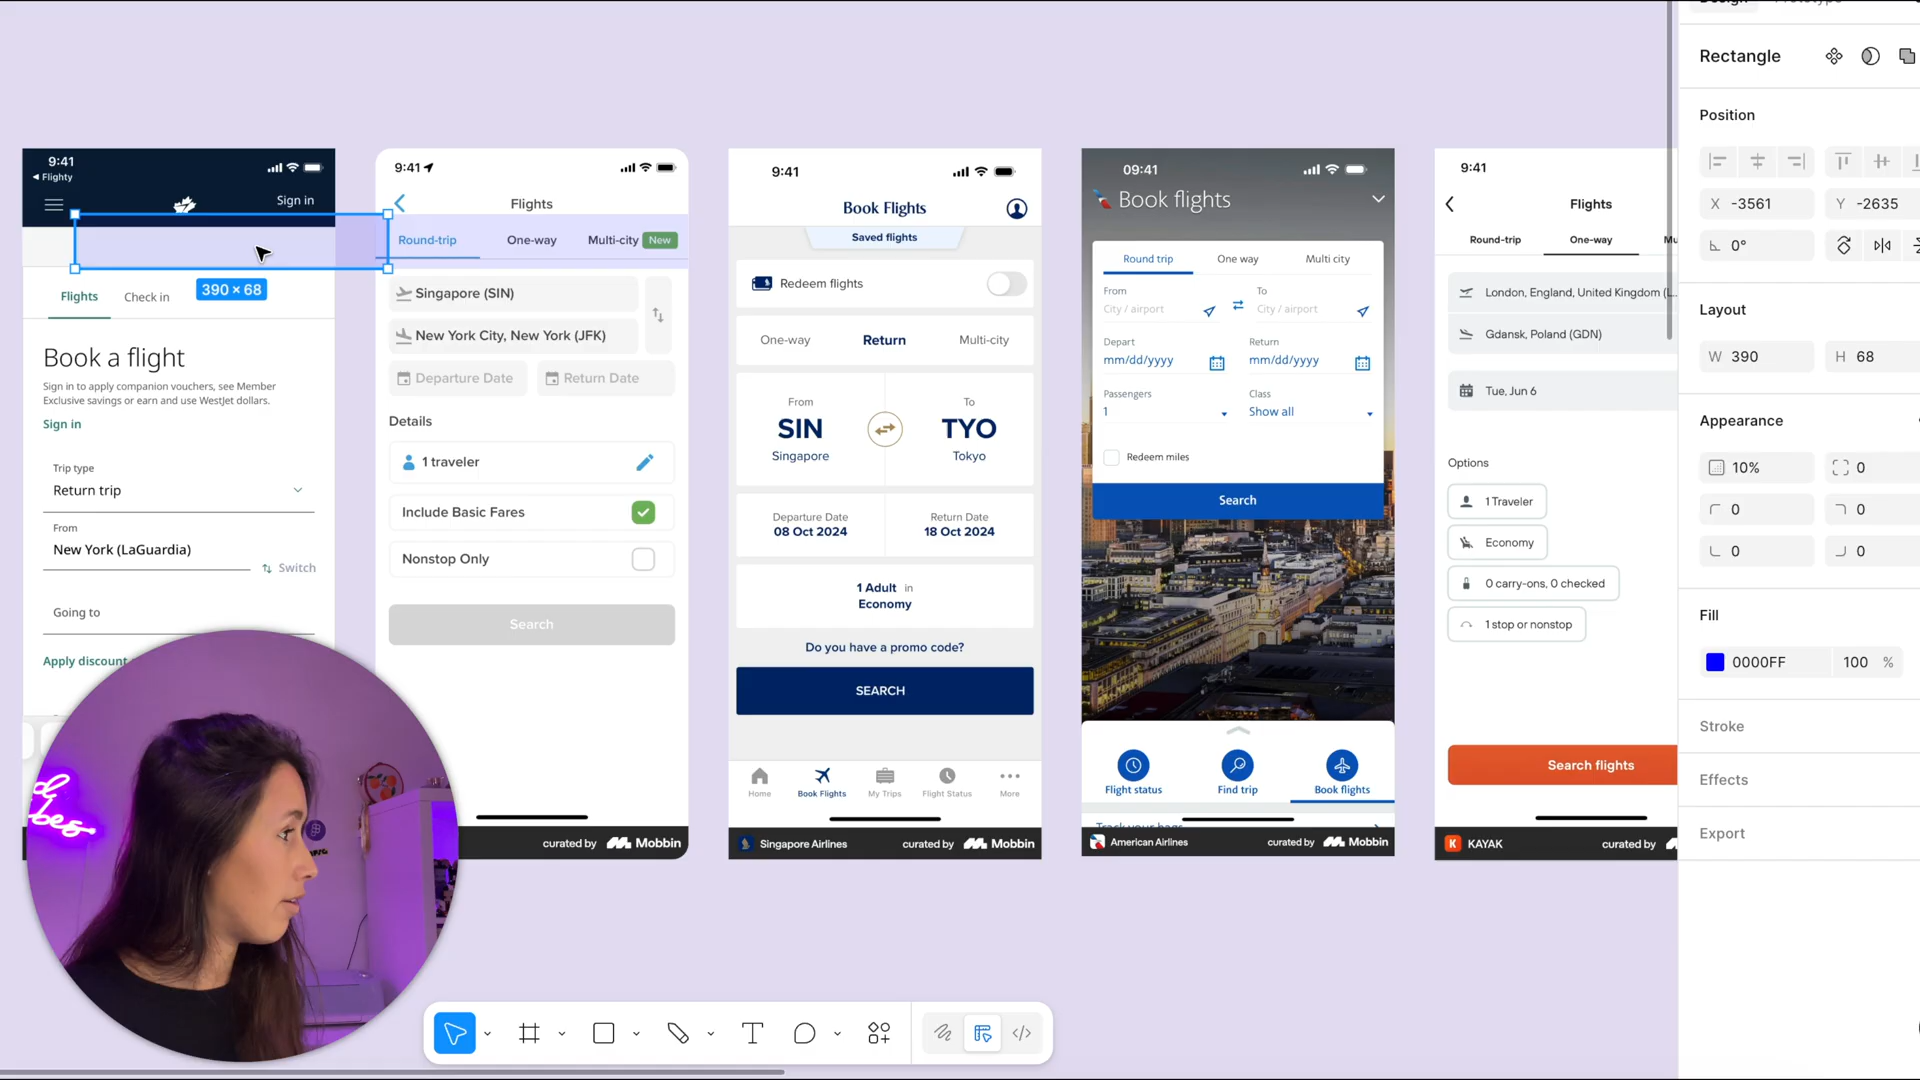 Design
Rectangle
Position
X -3561
Y -2635
0°
Layout
W 390
H 68
Appearance
10%
0
0
0
0
0
Fill
0000FF
100 %
Stroke
Effects
Export
9:41
Flighty
Sign in
390 × 68
Flights
Check in
Book a flight
Sign in to apply companion vouchers, see Member
Exclusive savings or earn and use WestJet dollars.
Sign in
Trip type
Return trip
From
New York (LaGuardia)
Switch
Going to
Apply discount
9:41
Flights
Round-trip
One-way
Multi-city
New
Singapore (SIN)
New York City, New York (JFK)
Departure Date
Return Date
Details
1 traveler
Include Basic Fares
Nonstop Only
Search
curated by
Mobbin
9:41
Book Flights
Saved flights
Redeem flights
One-way
Return
Multi-city
From
To
SIN
TYO
Singapore
Tokyo
Departure Date
Return Date
08 Oct 2024
18 Oct 2024
1 Adult in
Economy
Do you have a promo code?
SEARCH
Home
Book Flights
My Trips
Flight Status
More
Singapore Airlines
curated by
Mobbin
09:41
Book flights
Round trip
One way
Multi city
From
To
City / airport
City / airport
Depart
Return
mm/dd/yyyy
mm/dd/yyyy
Passengers
Class
1
Show all
Redeem miles
Search
Flight status
Find trip
Book flights
Track your bags
American Airlines
curated by
Mobbin
9:41
Flights
Round-trip
One-way
Mu
London, England, United Kingdom (L...
Gdansk, Poland (GDN)
Tue, Jun 6
Options
1 Traveler
Economy
0 carry-ons, 0 checked
1 stop or nonstop
Search flights
KAYAK
curated by